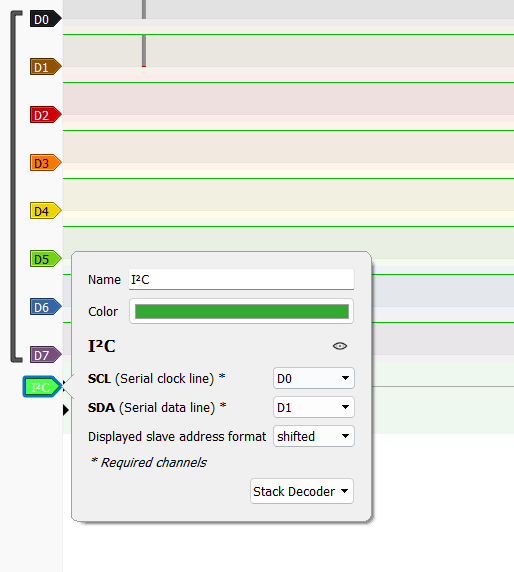 D0
D1
D2
D3
D4
D5
D6
D7
I²C
Name I²C
Color
I²C
SCL (Serial clock line) * D0
SDA (Serial data line) * D1
Displayed slave address format shifted
* Required channels
Stack Decoder